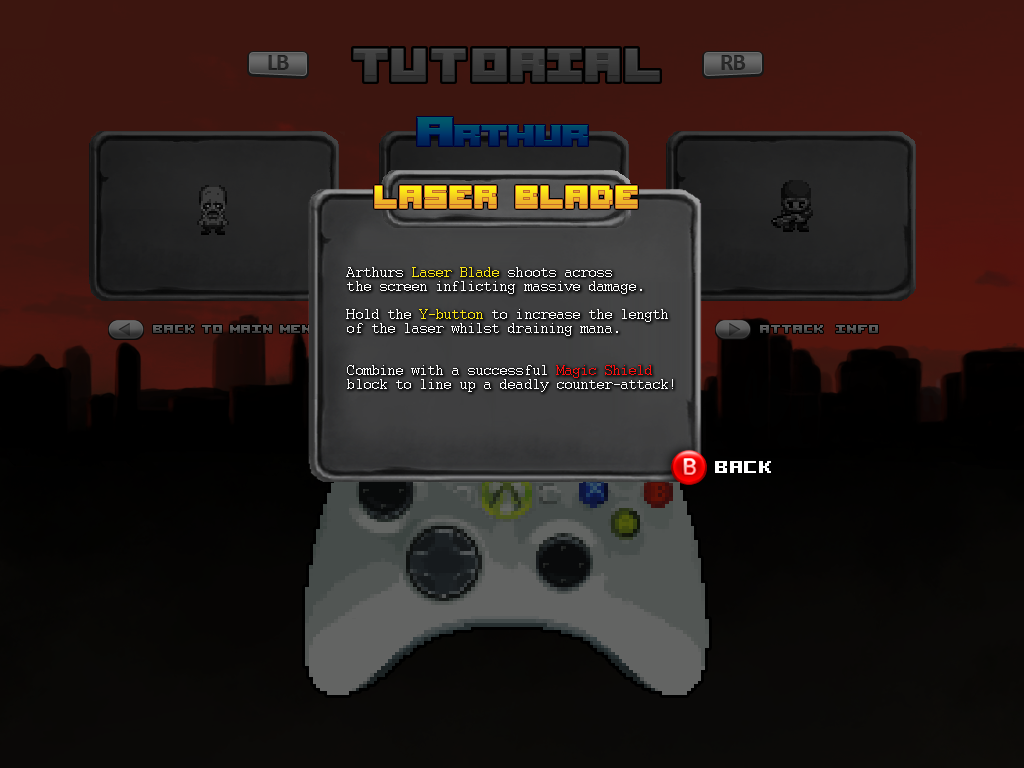 LB
TUTORIAL
RB
ARTHUR
LASER BLADE
Arthurs Laser Blade shoots across
the screen inflicting massive damage.
Hold the Y-button to increase the length
of the laser whilst draining mana.
Combine with a successful Magic Shield
block to line up a deadly counter-attack!
BACK TO MAIN MEN
ATTACK INFO
B BACK
X
B